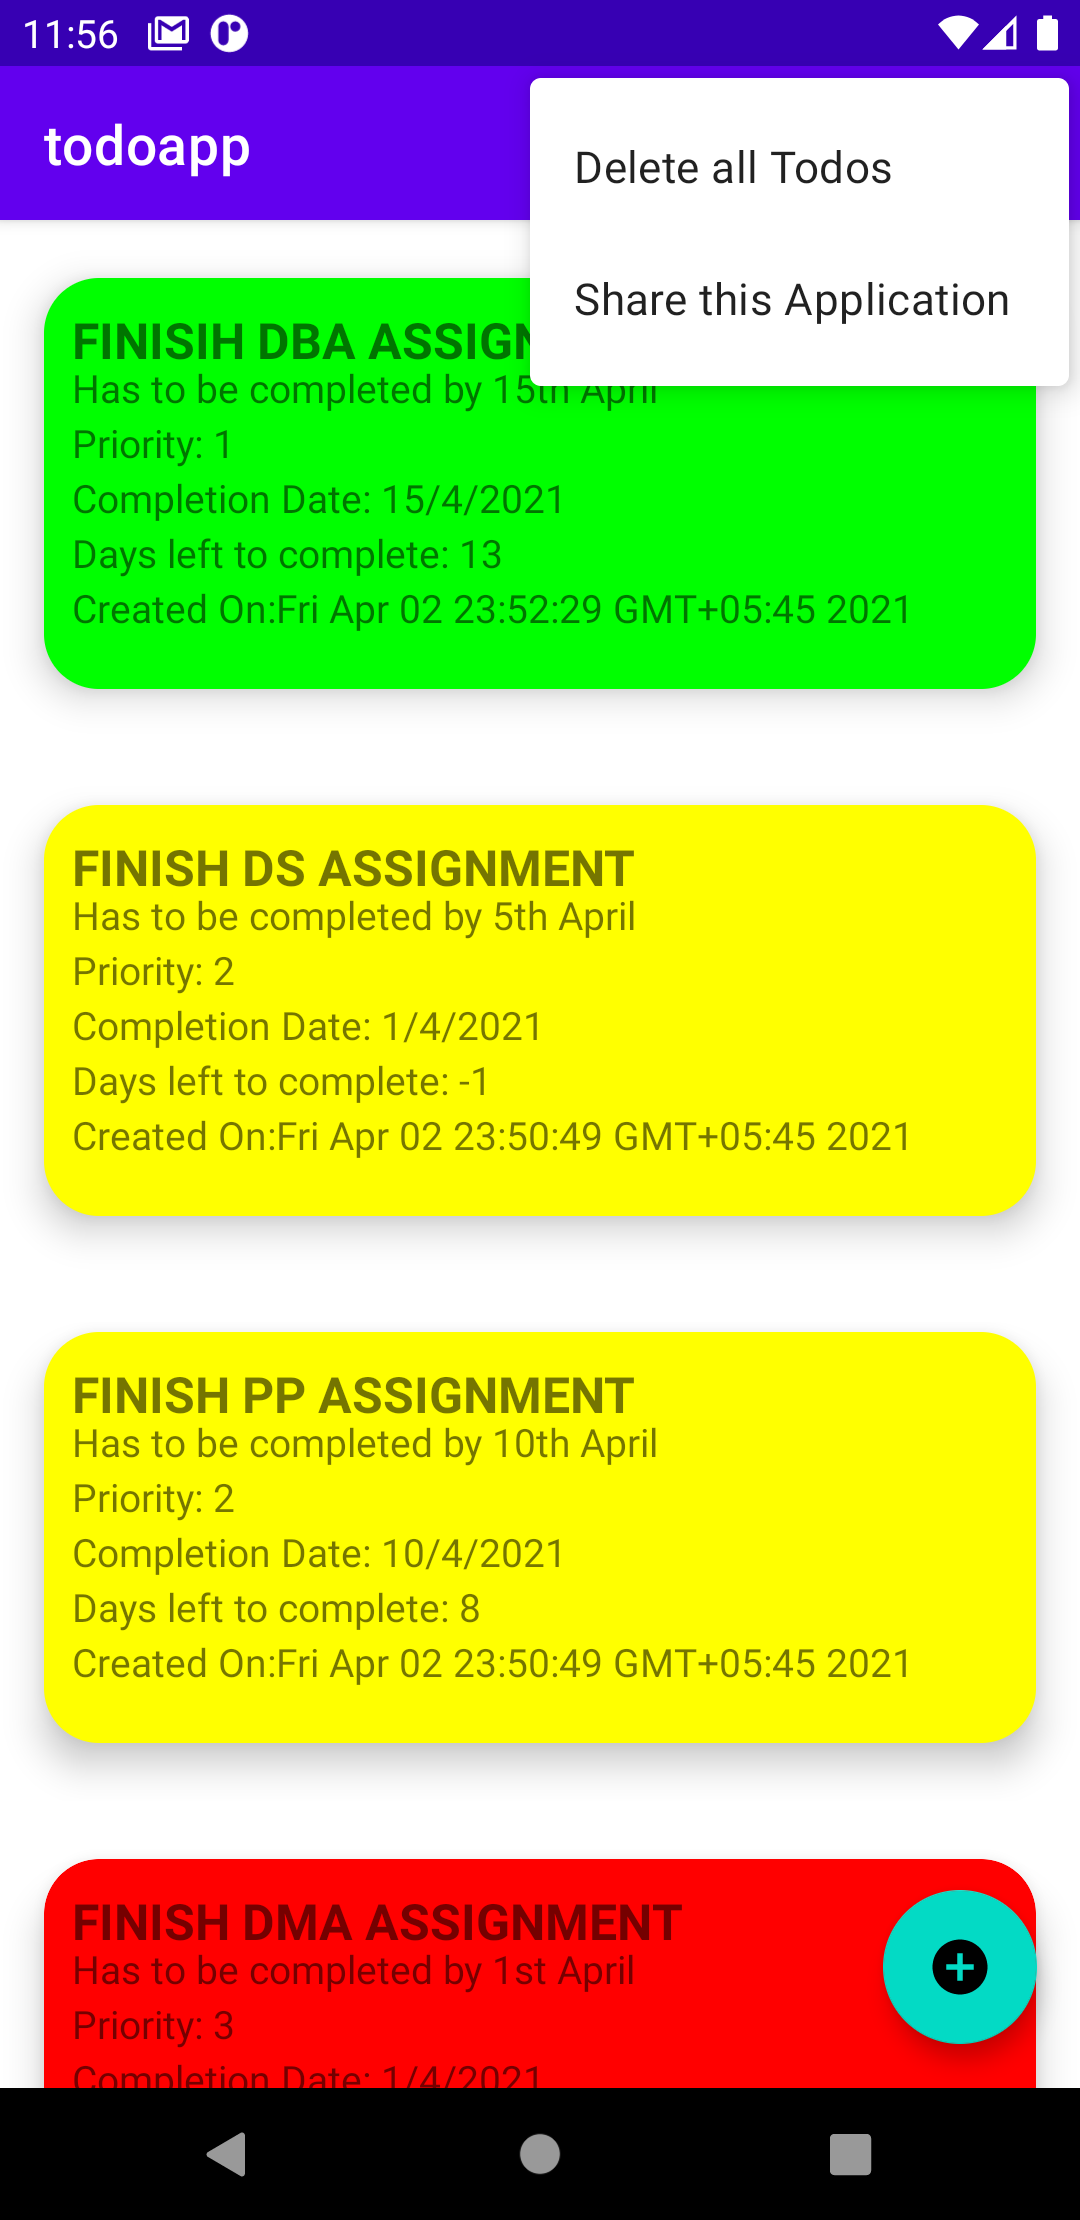 11:56
todoapp
Delete all Todos
Share this Application
FINISIH DBA
Has to be completed by 15th April
Priority: 1
Completion Date: 15/4/2021
Days left to complete: 13
Created On:Fri Apr 02 23:52:29 GMT+05:45 2021
FINISH DS ASSIGNMENT
Has to be completed by 5th April
Priority: 2
Completion Date: 1/4/2021
Days left to complete: -1
Created On:Fri Apr 02 23:50:49 GMT+05:45 2021
FINISH PP ASSIGNMENT
Has to be completed by 10th April
Priority: 2
Completion Date: 10/4/2021
Days left to complete: 8
Created On:Fri Apr 02 23:50:49 GMT+05:45 2021
FINISH DMA ASSIGNMENT
Has to be completed by 1st April
Priority: 3
Completion Date: 1/4/2021